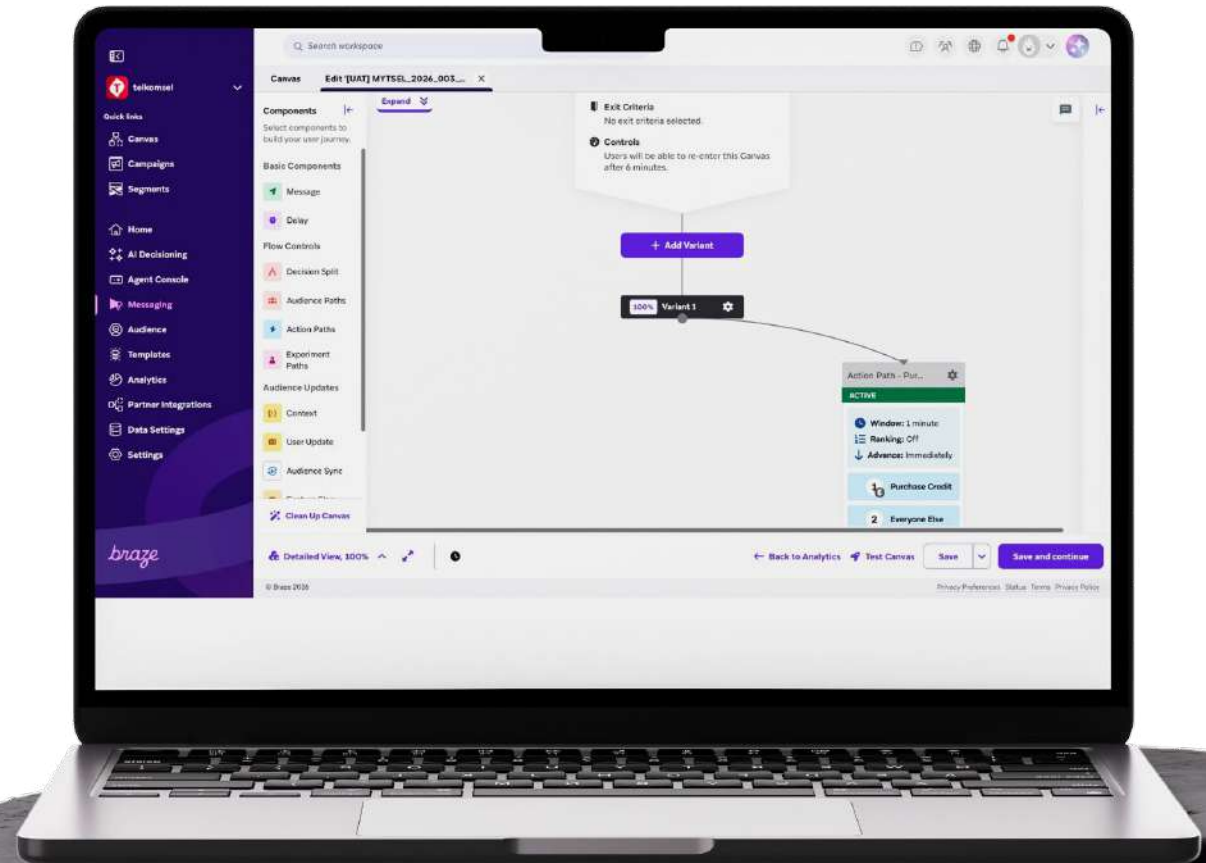 Search workspace
telkomsel
Quick links
Canvas
Campaigns
Segments
Home
AI Decisioning
Agent Console
Messaging
Audience
Templates
Analytics
Partner Integrations
Data Settings
Settings
braze
Canvas
Edit '[UAT] MYTSEL_2026_003_...
Components
Select components to
build your user journey.
Basic Components
Message
Delay
Flow Controls
Decision Split
Audience Paths
Action Paths
Experiment
Paths
Audience Updates
Context
User Update
Audience Sync
Clean Up Canvas
Expand
Exit Criteria
No exit criteria selected.
Controls
Users will be able to re-enter this Canvas
after 6 minutes.
+ Add Variant
100% Variant 1
Action Path - Pur...
ACTIVE
Window: 1 minute
Ranking: Off
Advance: Immediately
1 Purchase Credit
2 Everyone Else
Detailed View, 100%
Back to Analytics
Test Canvas
Save
Save and continue
Privacy Preferences Status Terms Privacy Policy